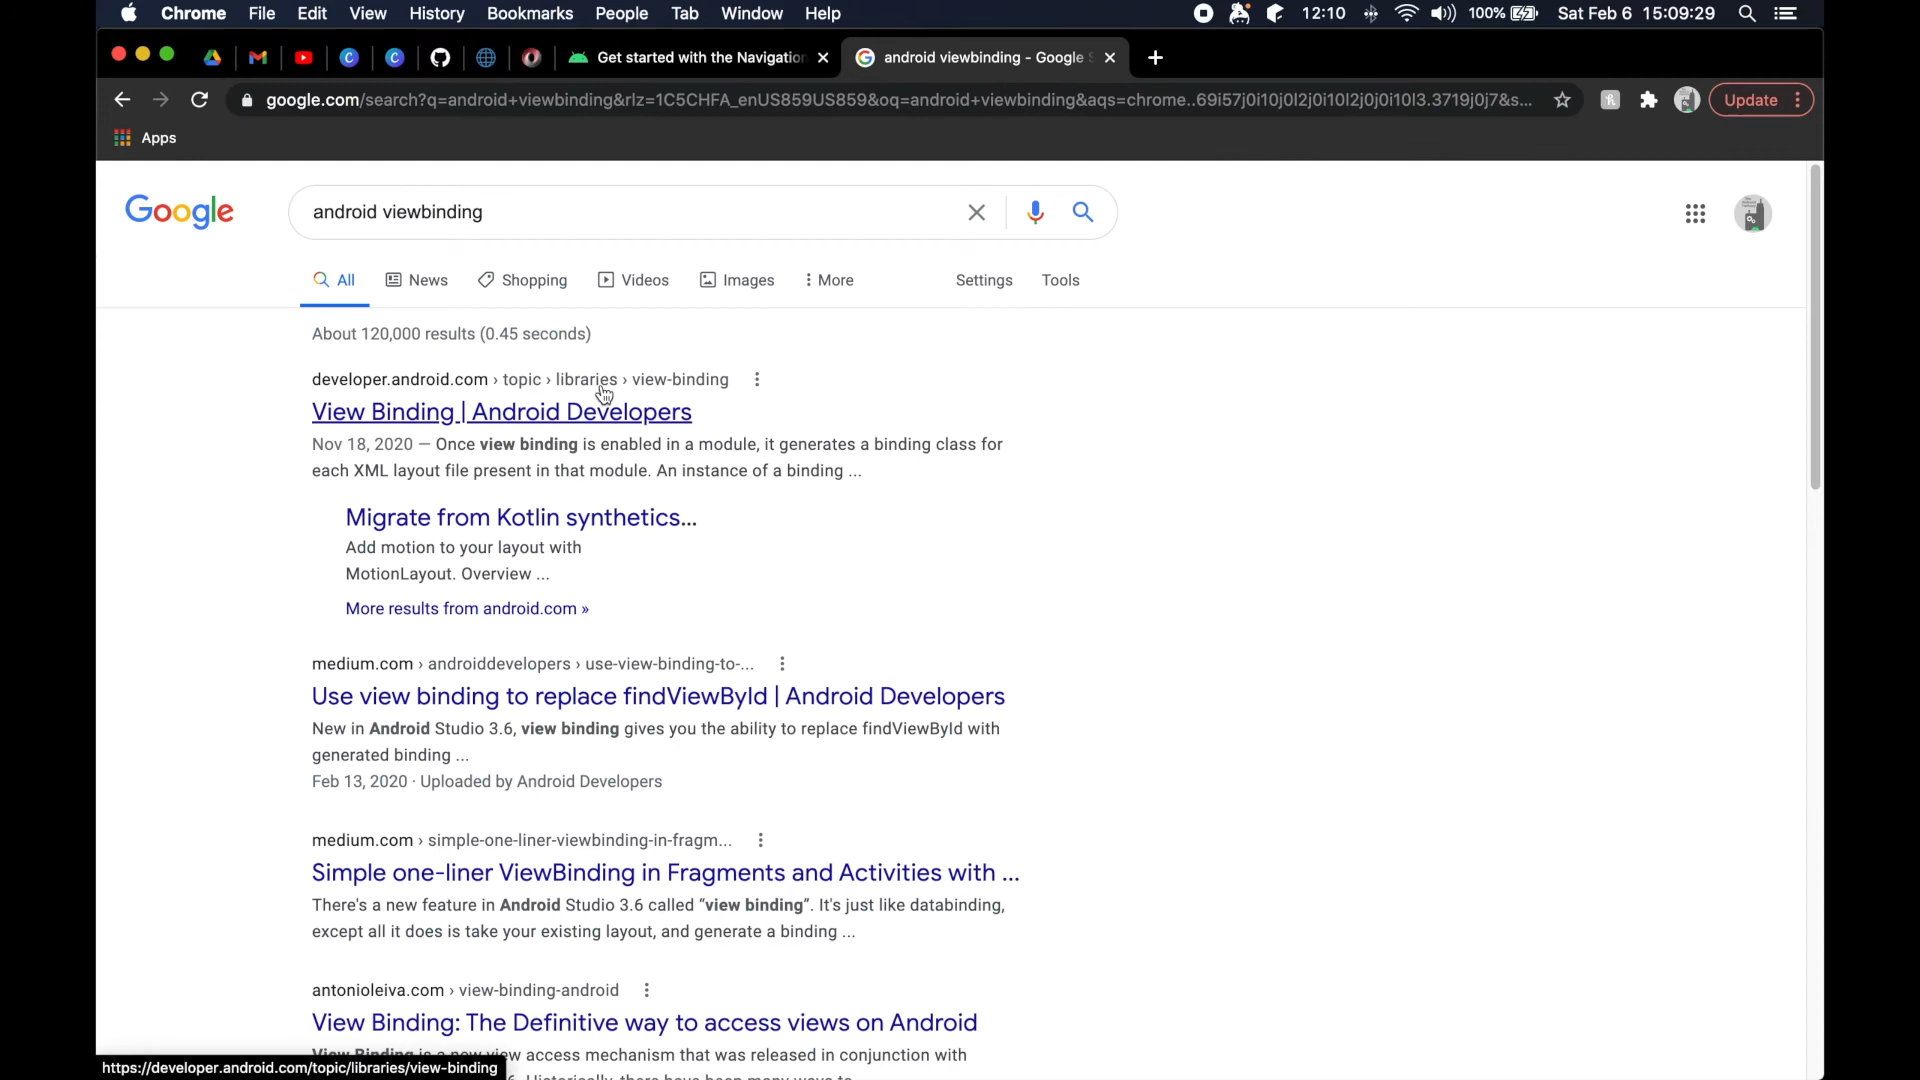 Chrome File Edit View History Bookmarks People Tab Window Help 12:10 100% Sat Feb 6 15:09:29
Get started with the Navigation android viewbinding - Google S
google.com/search?q=android+viewbinding&rlz=1C5CHFA_enUS859US859&oq=android+viewbinding&aqs=chrome..69i57j0i10j0l2j0i10l2j0j0i10l3.3719j0j7&s... Update
Apps
Google android viewbinding
All News Shopping Videos Images More Settings Tools
About 120,000 results (0.45 seconds)
developer.android.com › topic › libraries › view-binding
View Binding | Android Developers
Nov 18, 2020 — Once view binding is enabled in a module, it generates a binding class for
each XML layout file present in that module. An instance of a binding ...
Migrate from Kotlin synthetics...
Add motion to your layout with
MotionLayout. Overview ...
More results from android.com »
medium.com › androiddevelopers › use-view-binding-to-...
Use view binding to replace findViewById | Android Developers
New in Android Studio 3.6, view binding gives you the ability to replace findViewById with
generated binding ...
Feb 13, 2020 · Uploaded by Android Developers
medium.com › simple-one-liner-viewbinding-in-fragm...
Simple one-liner ViewBinding in Fragments and Activities with ...
There's a new feature in Android Studio 3.6 called “view binding”. It's just like databinding,
except all it does is take your existing layout, and generate a binding ...
antonioleiva.com › view-binding-android
View Binding: The Definitive way to access views on Android
View Binding is a new view access mechanism that was released in conjunction with
https://developer.android.com/topic/libraries/view-binding